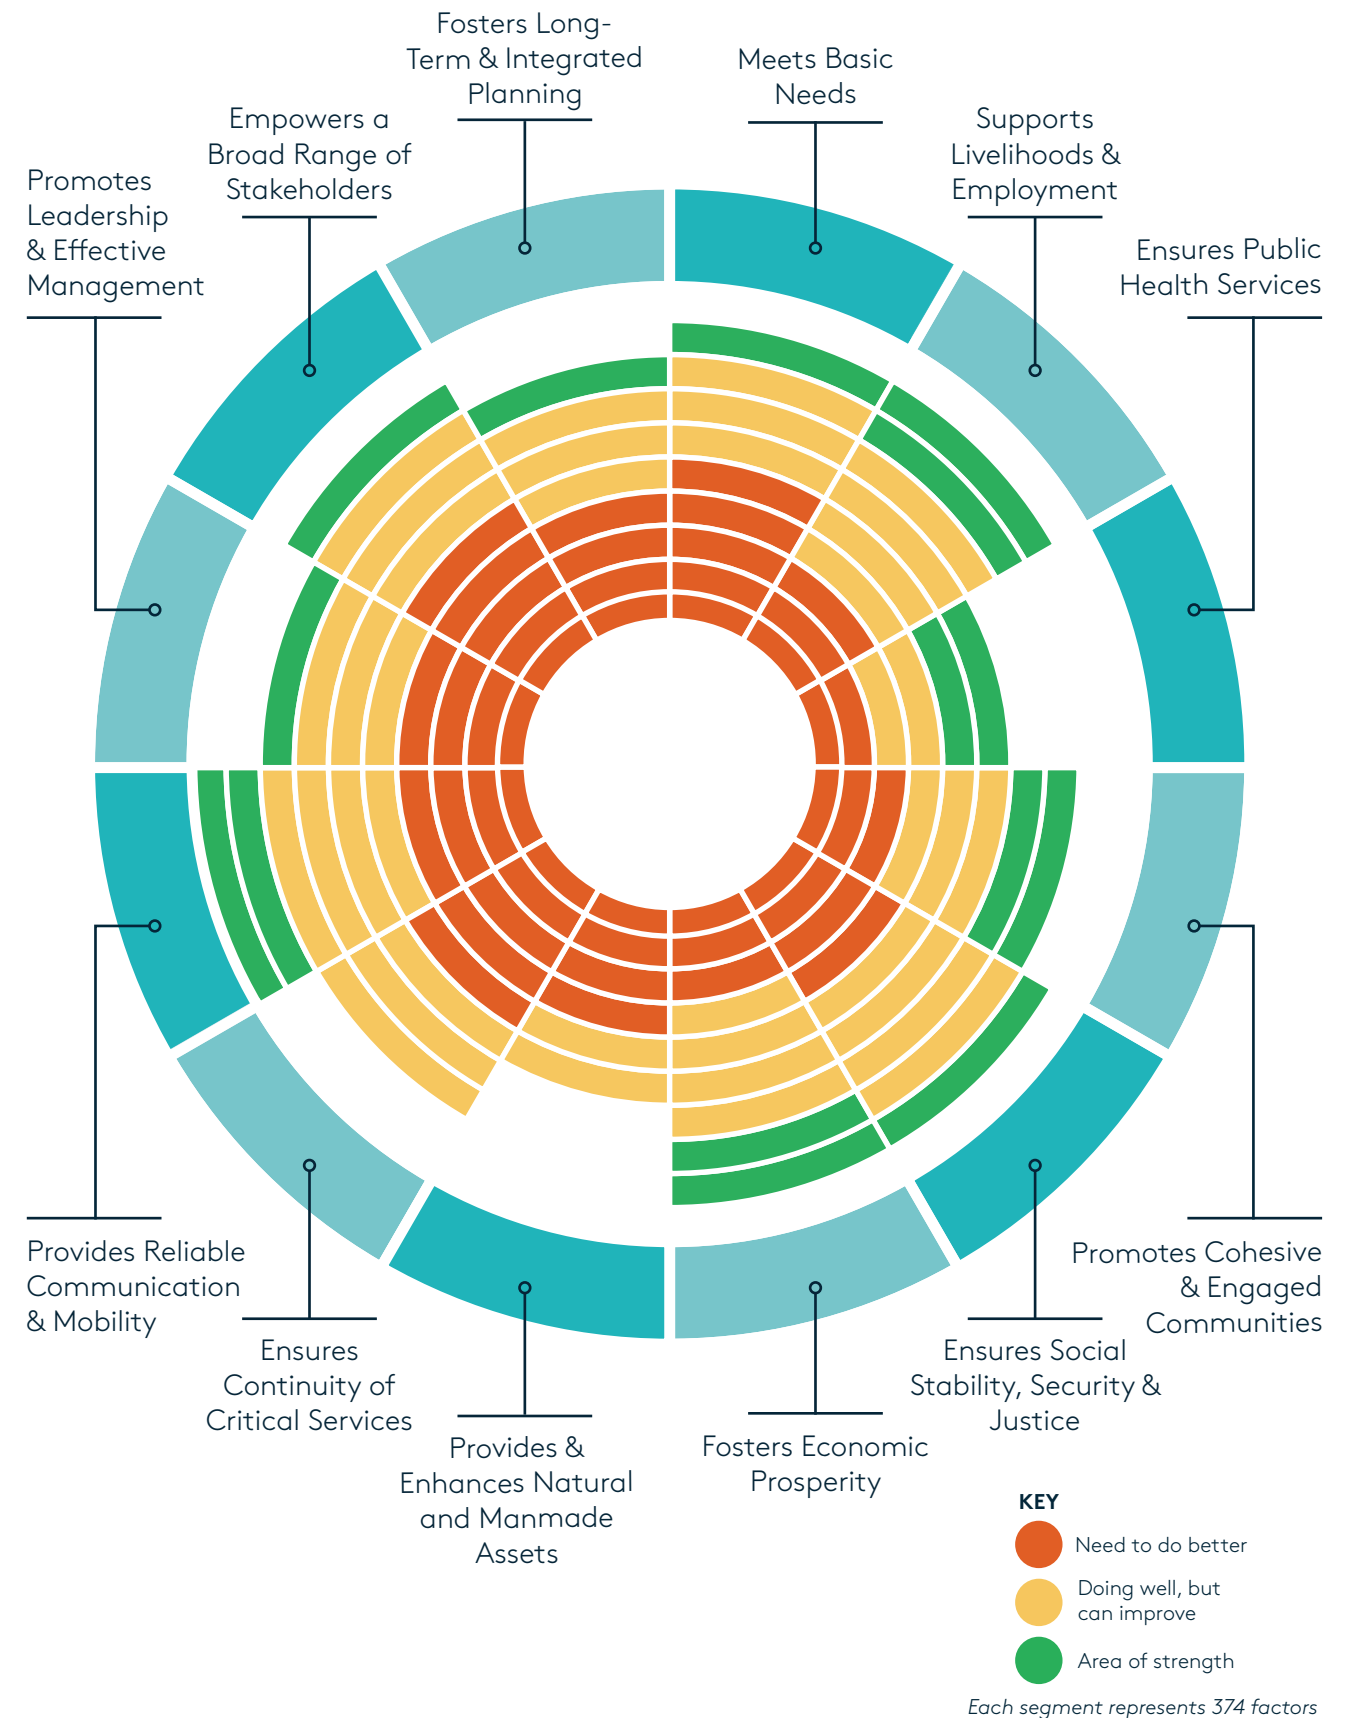 Fosters Long-
Term & Integrated
Planning
Meets Basic
Needs
Empowers a
Broad Range of
Stakeholders
Supports
Livelihoods &
Employment
Promotes
Leadership
& Effective
Management
Ensures Public
Health Services
Provides Reliable
Communication
& Mobility
Promotes Cohesive
& Engaged
Communities
Ensures
Continuity of
Critical Services
Ensures Social
Stability, Security &
Justice
Provides &
Enhances Natural
and Manmade
Assets
Fosters Economic
Prosperity
KEY
Need to do better
Doing well, but
can improve
Area of strength
Each segment represents 374 factors